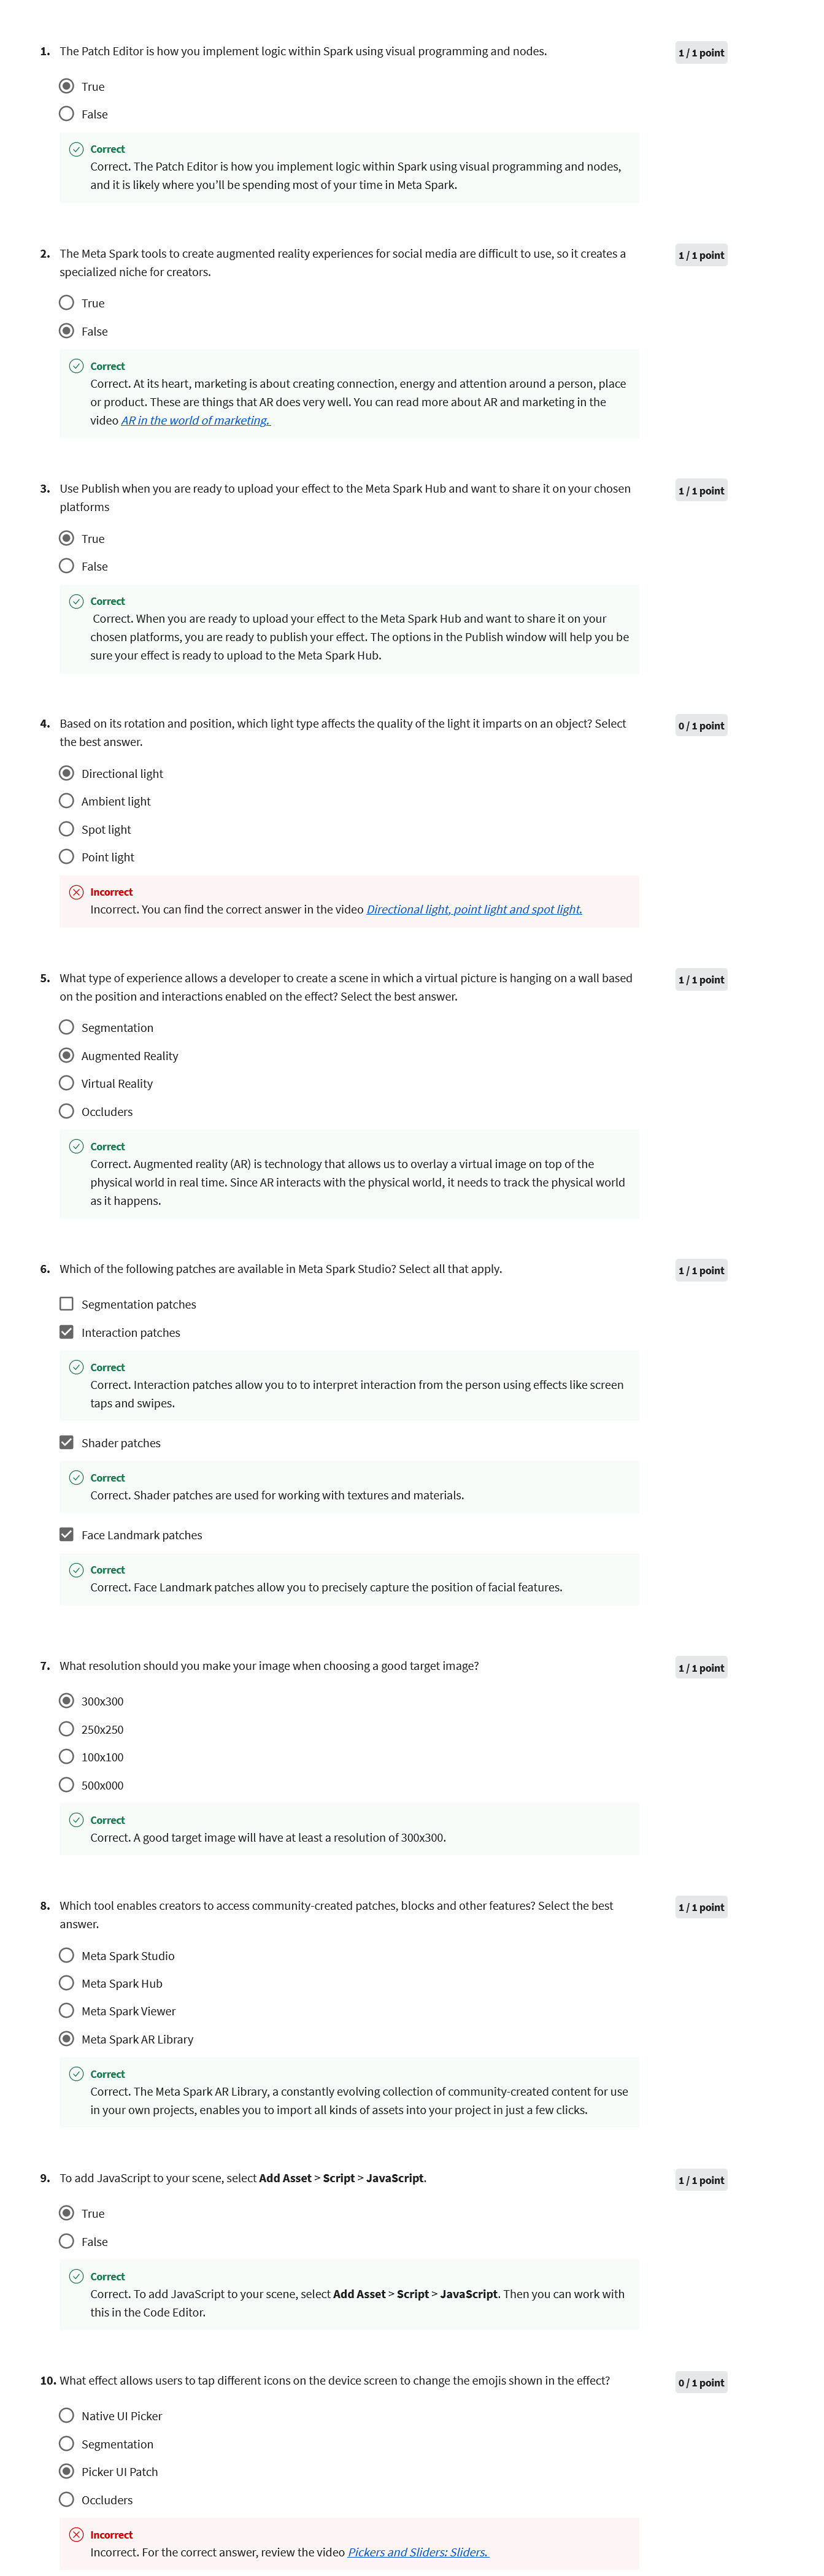 1. The Patch Editor is how you implement logic within Spark using visual programming and nodes.
1 / 1 point
True
False
Correct
Correct. The Patch Editor is how you implement logic within Spark using visual programming and nodes,
and it is likely where you’ll be spending most of your time in Meta Spark.
2. The Meta Spark tools to create augmented reality experiences for social media are difficult to use, so it creates a
specialized niche for creators.
1 / 1 point
True
False
Correct
Correct. At its heart, marketing is about creating connection, energy and attention around a person, place
or product. These are things that AR does very well. You can read more about AR and marketing in the
video AR in the world of marketing.
3. Use Publish when you are ready to upload your effect to the Meta Spark Hub and want to share it on your chosen
platforms
1 / 1 point
True
False
Correct
Correct. When you are ready to upload your effect to the Meta Spark Hub and want to share it on your
chosen platforms, you are ready to publish your effect. The options in the Publish window will help you be
sure your effect is ready to upload to the Meta Spark Hub.
4. Based on its rotation and position, which light type affects the quality of the light it imparts on an object? Select
the best answer.
0 / 1 point
Directional light
Ambient light
Spot light
Point light
Incorrect
Incorrect. You can find the correct answer in the video Directional light, point light and spot light.
5. What type of experience allows a developer to create a scene in which a virtual picture is hanging on a wall based
on the position and interactions enabled on the effect? Select the best answer.
1 / 1 point
Segmentation
Augmented Reality
Virtual Reality
Occluders
Correct
Correct. Augmented reality (AR) is technology that allows us to overlay a virtual image on top of the
physical world in real time. Since AR interacts with the physical world, it needs to track the physical world
as it happens.
6. Which of the following patches are available in Meta Spark Studio? Select all that apply.
1 / 1 point
Segmentation patches
Interaction patches
Correct
Correct. Interaction patches allow you to to interpret interaction from the person using effects like screen
taps and swipes.
Shader patches
Correct
Correct. Shader patches are used for working with textures and materials.
Face Landmark patches
Correct
Correct. Face Landmark patches allow you to precisely capture the position of facial features.
7. What resolution should you make your image when choosing a good target image?
1 / 1 point
300x300
250x250
100x100
500x000
Correct
Correct. A good target image will have at least a resolution of 300x300.
8. Which tool enables creators to access community-created patches, blocks and other features? Select the best
answer.
1 / 1 point
Meta Spark Studio
Meta Spark Hub
Meta Spark Viewer
Meta Spark AR Library
Correct
Correct. The Meta Spark AR Library, a constantly evolving collection of community-created content for use
in your own projects, enables you to import all kinds of assets into your project in just a few clicks.
9. To add JavaScript to your scene, select Add Asset > Script > JavaScript.
1 / 1 point
True
False
Correct
Correct. To add JavaScript to your scene, select Add Asset > Script > JavaScript. Then you can work with
this in the Code Editor.
10. What effect allows users to tap different icons on the device screen to change the emojis shown in the effect?
0 / 1 point
Native UI Picker
Segmentation
Picker UI Patch
Occluders
Incorrect
Incorrect. For the correct answer, review the video Pickers and Sliders: Sliders.